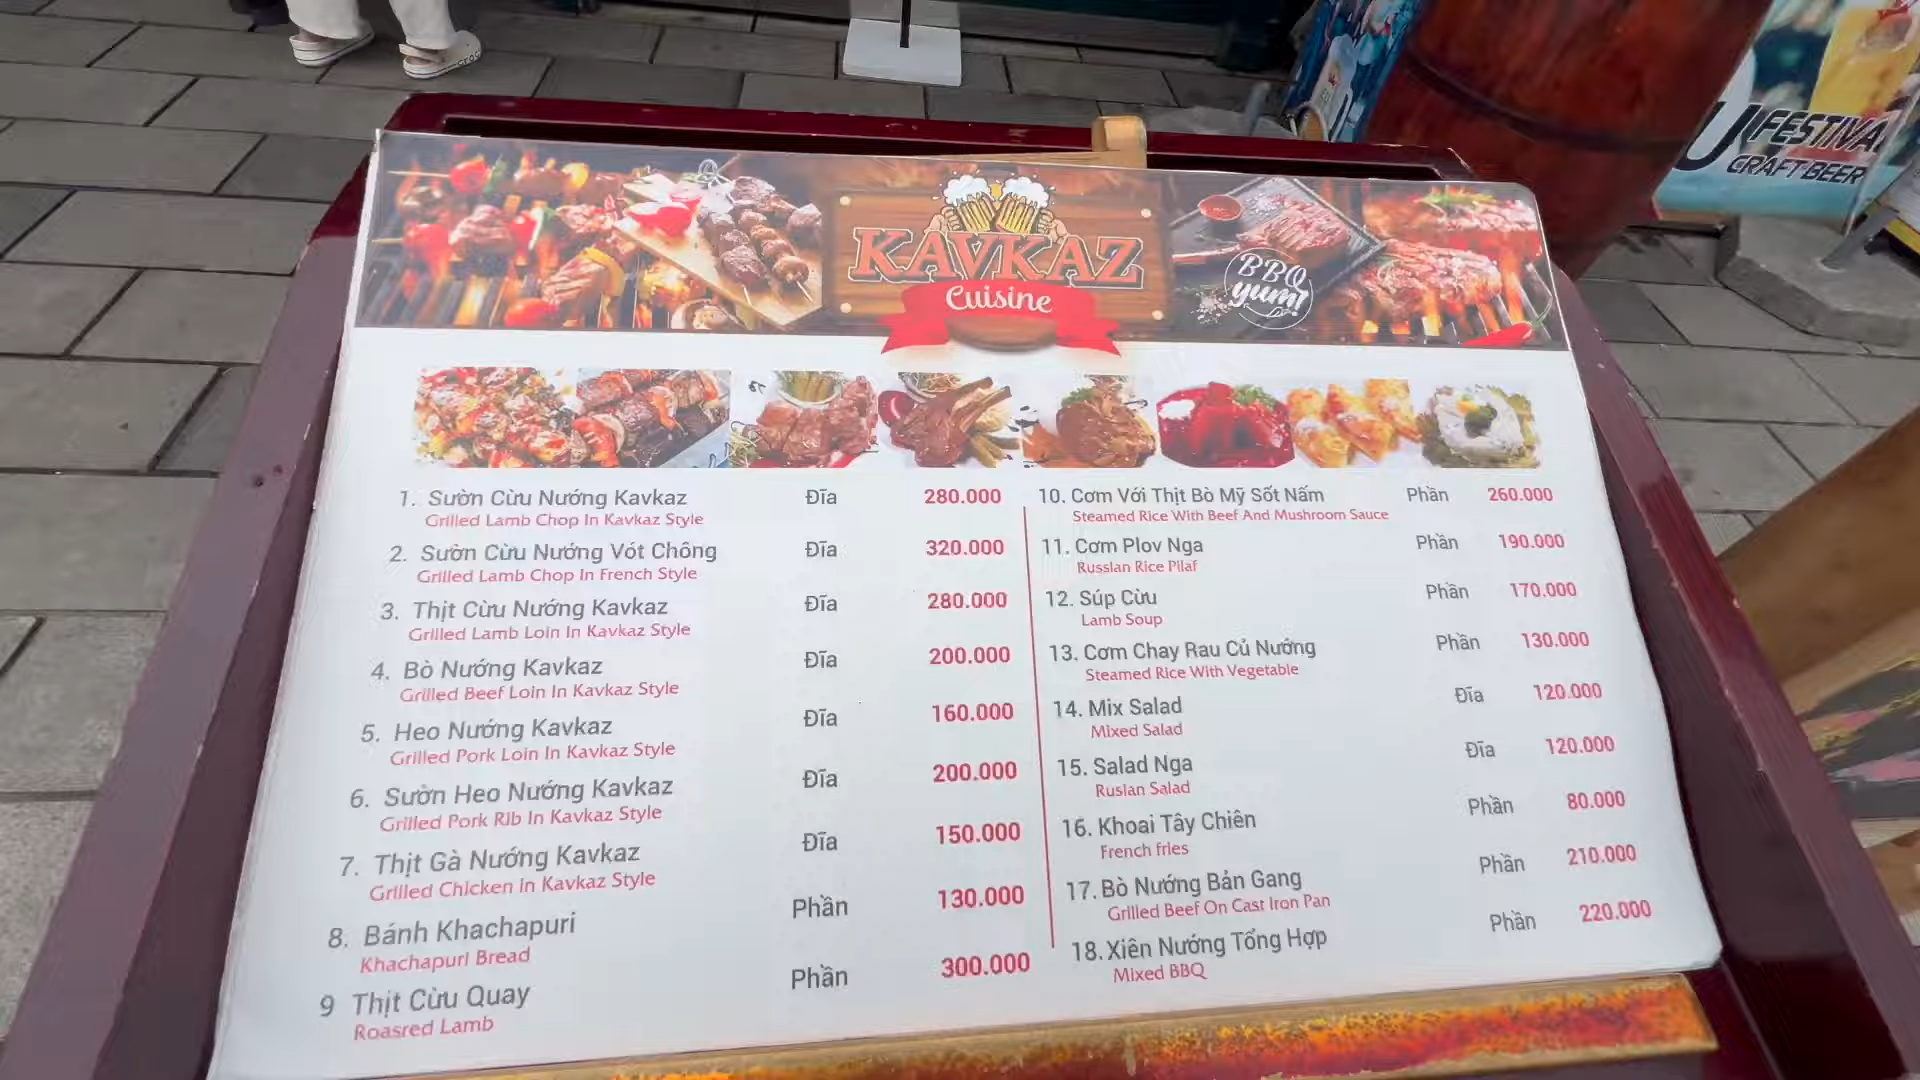 FESTIVA
CRAFT BEER
KAVKAZ
Cuisine
BBQ
yum!
1. Sườn Cừu Nướng Kavkaz Đĩa 280.000
Grilled Lamb Chop In Kavkaz Style
2. Sườn Cừu Nướng Vót Chông Đĩa 320.000
Grilled Lamb Chop In French Style
3. Thịt Cừu Nướng Kavkaz Đĩa 280.000
Grilled Lamb Loin In Kavkaz Style
4. Bò Nướng Kavkaz Đĩa 200.000
Grilled Beef Loin In Kavkaz Style
5. Heo Nướng Kavkaz Đĩa 160.000
Grilled Pork Loin In Kavkaz Style
6. Sườn Heo Nướng Kavkaz Đĩa 200.000
Grilled Pork Rib In Kavkaz Style
7. Thịt Gà Nướng Kavkaz Đĩa 150.000
Grilled Chicken in Kavkaz Style
8. Bánh Khachapuri Phần 130.000
Khachapuri Bread
9 Thịt Cừu Quay Phần 300.000
Roasred Lamb
10. Cơm Với Thịt Bò Mỹ Sốt Nấm Phần 260.000
Steamed Rice With Beef And Mushroom Sauce
11. Cơm Plov Nga Phần 190.000
Russian Rice Pilaf
12. Súp Cừu Phần 170.000
Lamb Soup
13. Cơm Chay Rau Củ Nướng Phần 130.000
Steamed Rice With Vegetable
14. Mix Salad Đĩa 120.000
Mixed Salad
15. Salad Nga Đĩa 120.000
Rusian Salad
16. Khoai Tây Chiên Phần 80.000
French fries
17. Bò Nướng Bản Gang Phần 210.000
Grilled Beef On Cast Iron Pan
18. Xiên Nướng Tổng Hợp Phần 220.000
Mixed BBQ